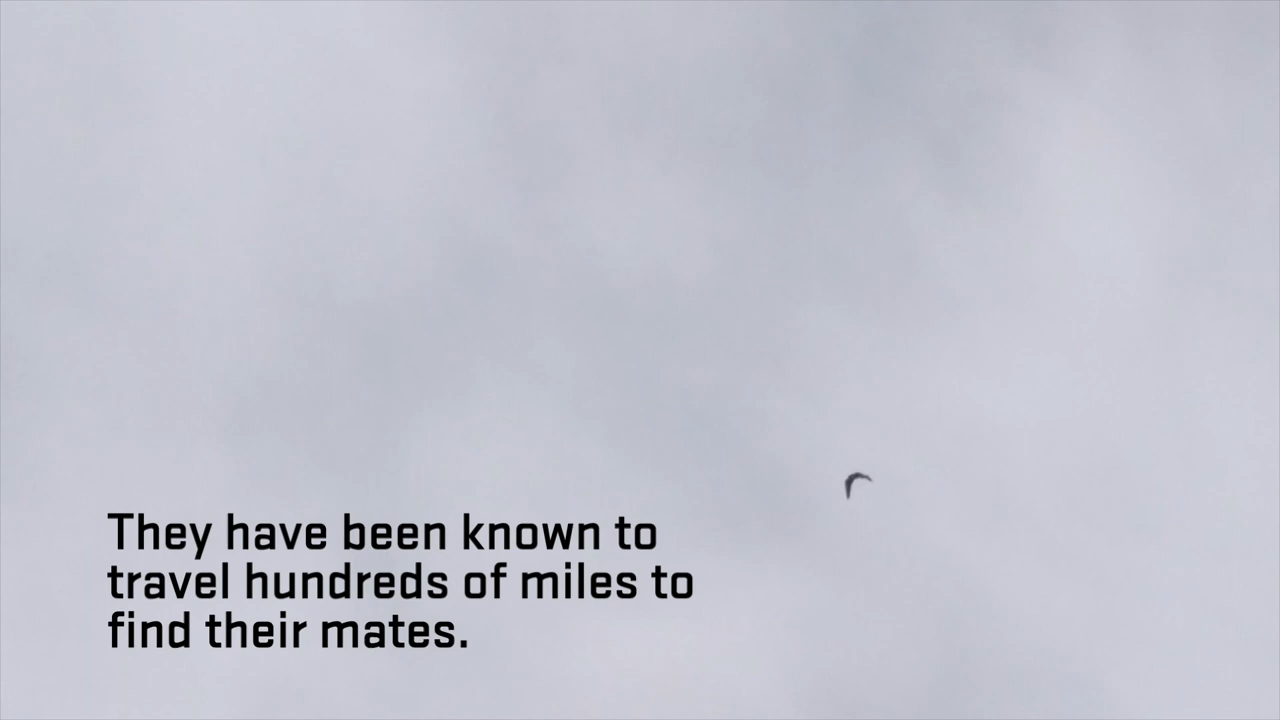 They have been known to
travel hundreds of miles to
find their mates.